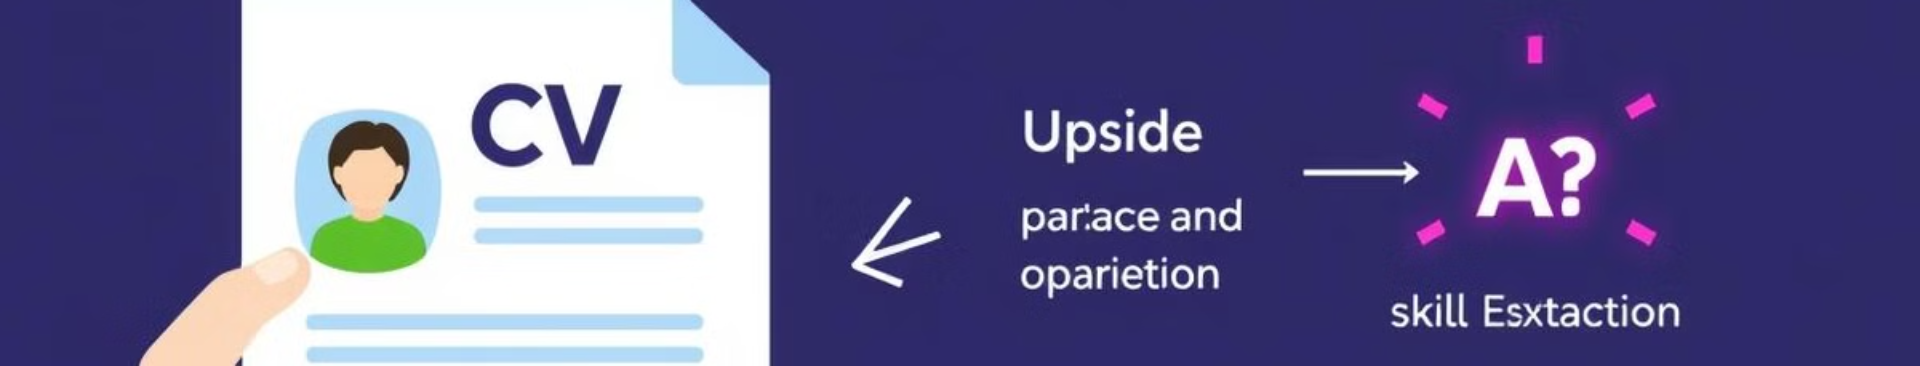 CV
Upside
par:ace and
oparietion
A?
skill Esxtaction